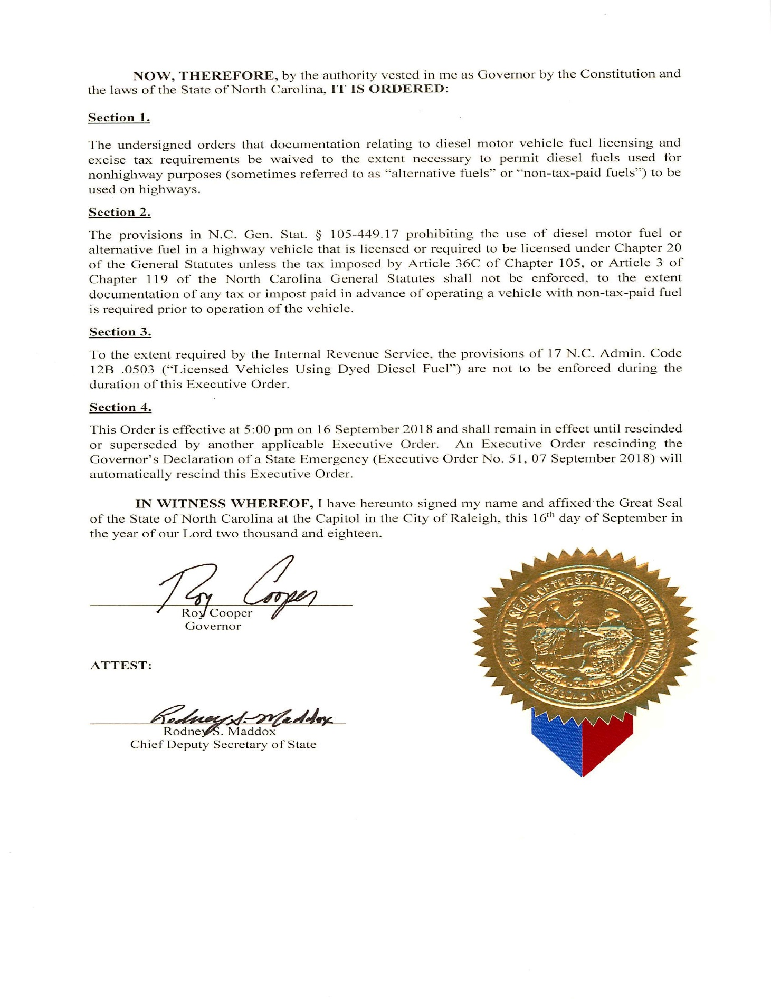 NOW, THEREFORE, by the authority vested in me as Governor by the Constitution and
the laws of the State of North Carolina, IT IS ORDERED:
Section 1.
The undersigned orders that documentation relating to diesel motor vehicle fuel licensing and
excise tax requirements be waived to the extent necessary to permit diesel fuels used for
nonhighway purposes (sometimes referred to as “alternative fuels” or “non-tax-paid fuels”) to be
used on highways.
Section 2.
The provisions in N.C. Gen. Stat. § 105-449.17 prohibiting the use of diesel motor fuel or
alternative fuel in a highway vehicle that is licensed or required to be licensed under Chapter 20
of the General Statutes unless the tax imposed by Article 36C of Chapter 105, or Article 3 of
Chapter 119 of the North Carolina General Statutes shall not be enforced, to the extent
documentation of any tax or impost paid in advance of operating a vehicle with non-tax-paid fuel
is required prior to operation of the vehicle.
Section 3.
To the extent required by the Internal Revenue Service, the provisions of 17 N.C. Admin. Code
12B .0503 (“Licensed Vehicles Using Dyed Diesel Fuel”) are not to be enforced during the
duration of this Executive Order.
Section 4.
This Order is effective at 5:00 pm on 16 September 2018 and shall remain in effect until rescinded
or superseded by another applicable Executive Order. An Executive Order rescinding the
Governor’s Declaration of a State Emergency (Executive Order No. 51, 07 September 2018) will
automatically rescind this Executive Order.
IN WITNESS WHEREOF, I have hereunto signed my name and affixed the Great Seal
of the State of North Carolina at the Capitol in the City of Raleigh, this 16th day of September in
the year of our Lord two thousand and eighteen.
Roy Cooper
Roy Cooper
Governor
ATTEST:
Rodney S. Maddox
Rodney S. Maddox
Chief Deputy Secretary of State
THE GREAT SEAL OF THE STATE OF NORTH CAROLINA
ESSE QUAM VIDERI